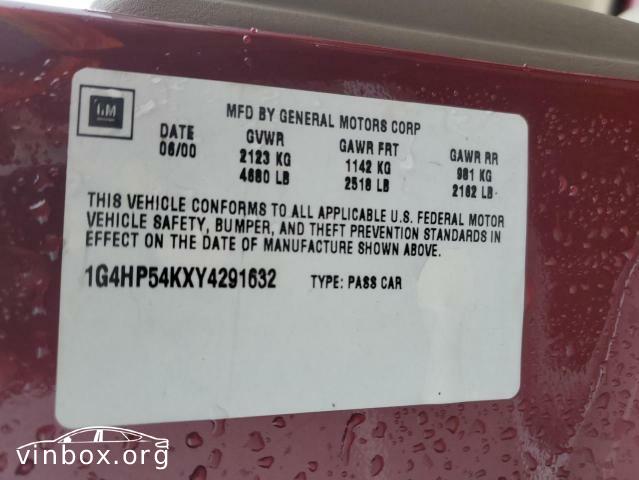 GM
MFD BY GENERAL MOTORS CORP
DATE GVWR GAWR FRT GAWR RR
06/00 2123 KG 1142 KG 981 KG
4680 LB 2518 LB 2162 LB
THIS VEHICLE CONFORMS TO ALL APPLICABLE U.S. FEDERAL MOTOR
VEHICLE SAFETY, BUMPER, AND THEFT PREVENTION STANDARDS IN
EFFECT ON THE DATE OF MANUFACTURE SHOWN ABOVE.
1G4HP54KXY4291632 TYPE: PASS CAR
vinbox.org